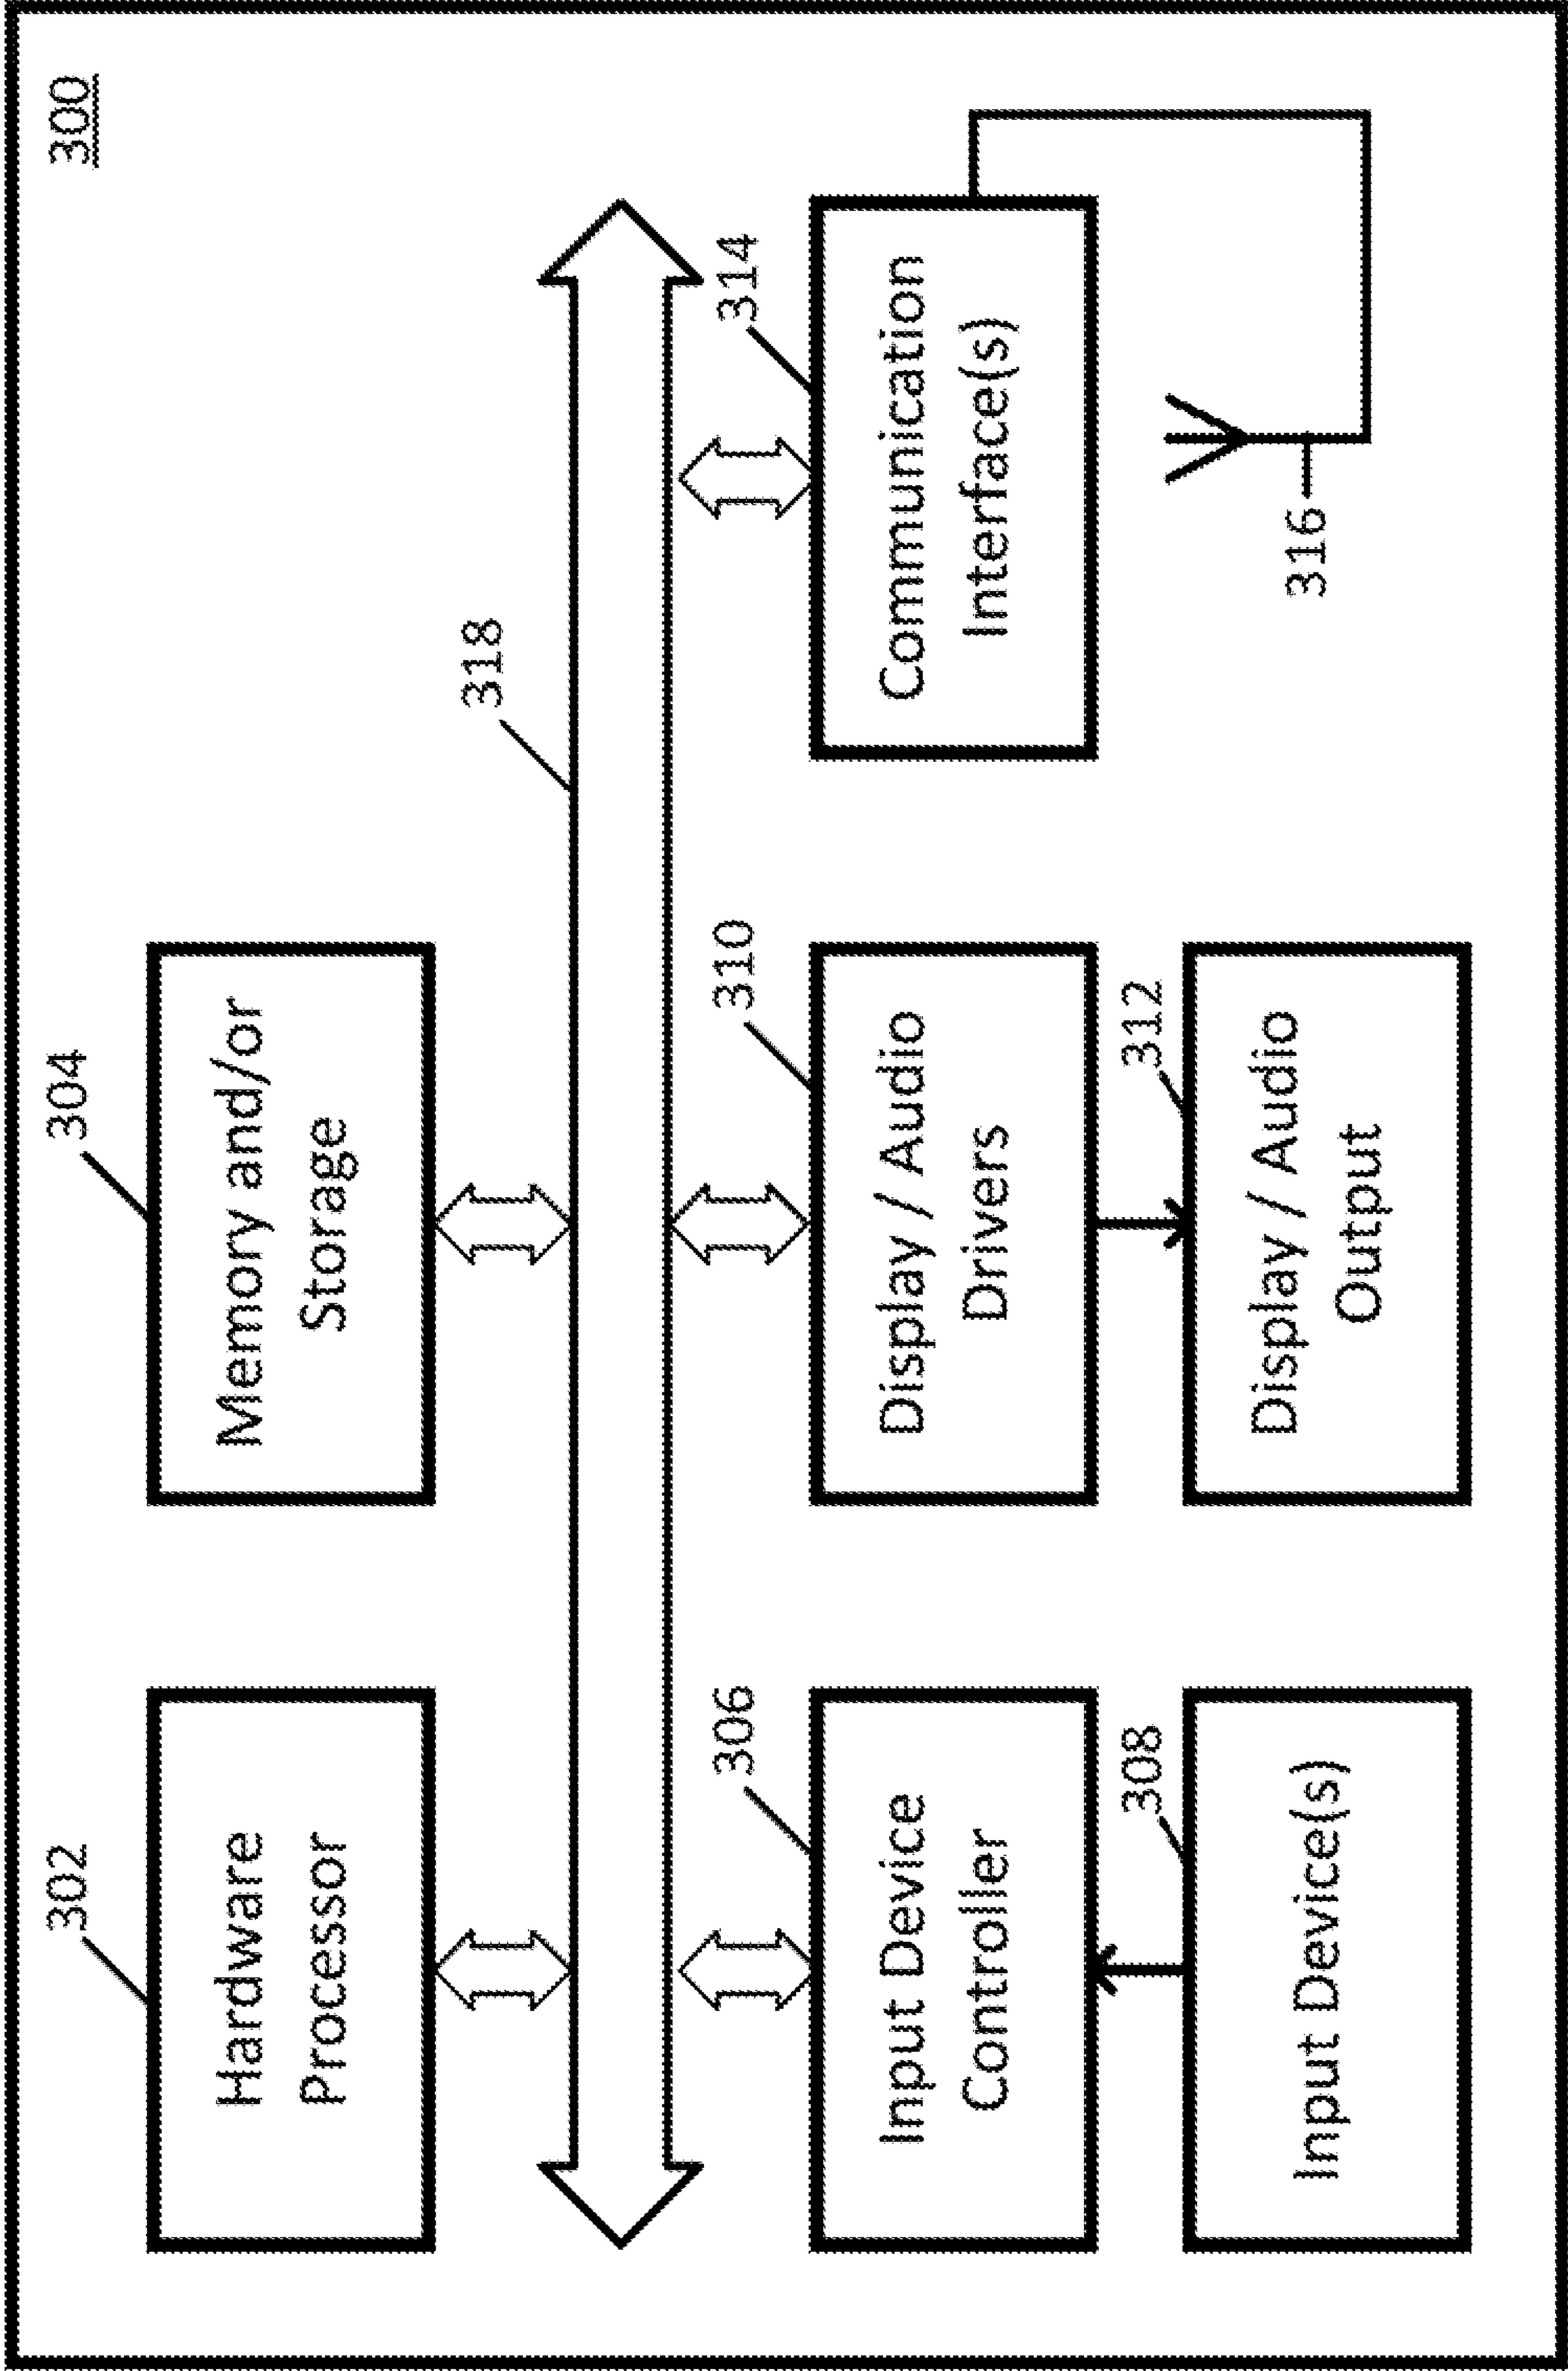 300
302
Hardware
Processor
304
Memory and/or
Storage
318
306
Input Device
Controller
310
Display / Audio
Drivers
314
Communication
Interface(s)
308
Input Device(s)
312
Display / Audio
Output
316